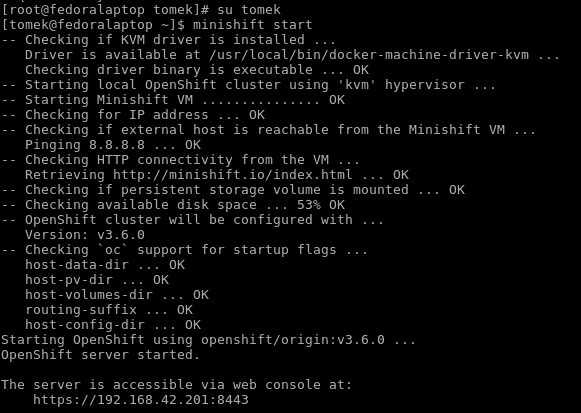 [root@fedoralaptop tomek]# su tomek
[tomek@fedoralaptop ~]$ minishift start
-- Checking if KVM driver is installed ...
   Driver is available at /usr/local/bin/docker-machine-driver-kvm ...
   Checking driver binary is executable ... OK
-- Starting local OpenShift cluster using 'kvm' hypervisor ...
-- Starting Minishift VM ............... OK
-- Checking for IP address ... OK
-- Checking if external host is reachable from the Minishift VM ...
   Pinging 8.8.8.8 ... OK
-- Checking HTTP connectivity from the VM ...
   Retrieving http://minishift.io/index.html ... OK
-- Checking if persistent storage volume is mounted ... OK
-- Checking available disk space ... 53% OK
-- OpenShift cluster will be configured with ...
   Version: v3.6.0
-- Checking `oc` support for startup flags ...
   host-data-dir ... OK
   host-pv-dir ... OK
   host-volumes-dir ... OK
   routing-suffix ... OK
   host-config-dir ... OK
Starting OpenShift using openshift/origin:v3.6.0 ...
OpenShift server started.

The server is accessible via web console at:
    https://192.168.42.201:8443